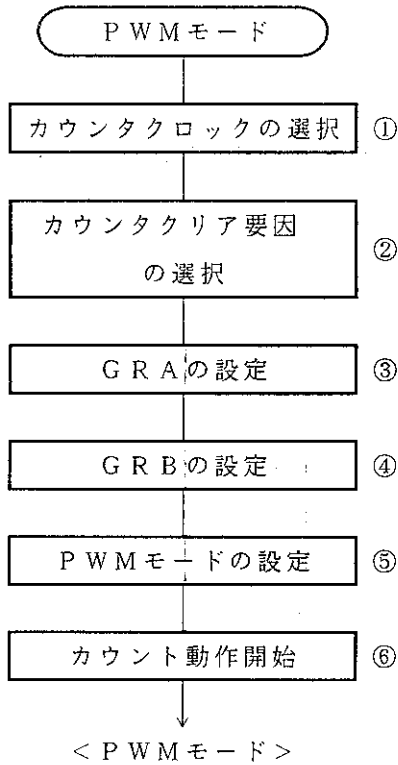 PWMモード
カウンタクロックの選択 ①
カウンタクリア要因
の選択 ②
GRAの設定 ③
GRBの設定 ④
PWMモードの設定 ⑤
カウント動作開始 ⑥
<PWMモード>